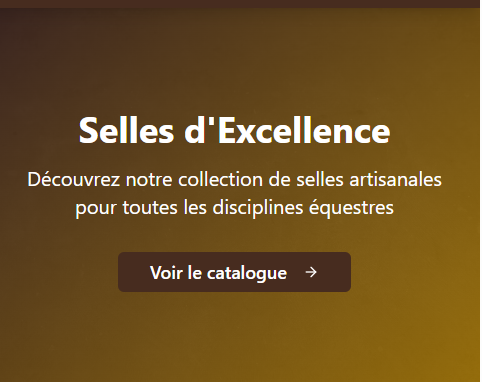 Selles d'Excellence
Découvrez notre collection de selles artisanales
pour toutes les disciplines équestres
Voir le catalogue →